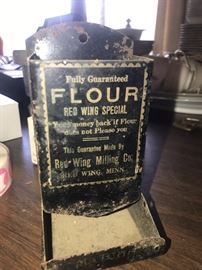 Fully Guaranteed
FLOUR
RED WING SPECIAL
Your money back if Flour
does not Please you
This Guarantee Made By
Red Wing Milling Co.
RED WING, MINN.